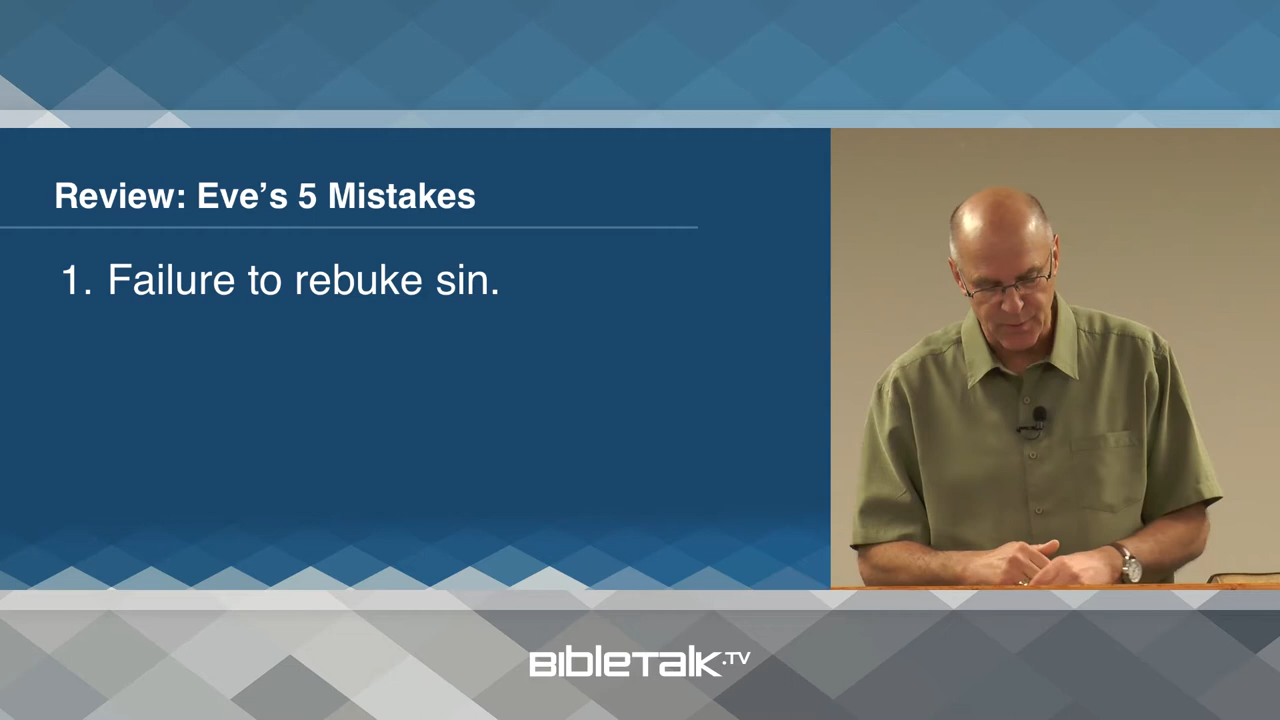 Review: Eve’s 5 Mistakes
1. Failure to rebuke sin.
BIBLETALK.TV